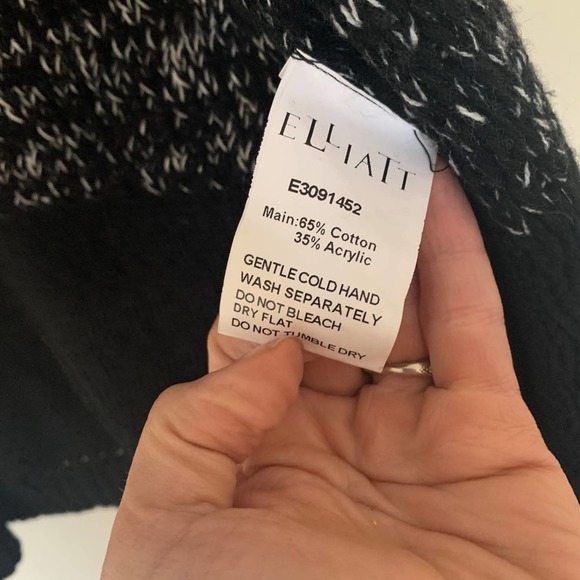 ELLIATT
E3091452
Main:65% Cotton
35% Acrylic
GENTLE COLD HAND
WASH SEPARATELY
DO NOT BLEACH
DRY FLAT
DO NOT TUMBLE DRY